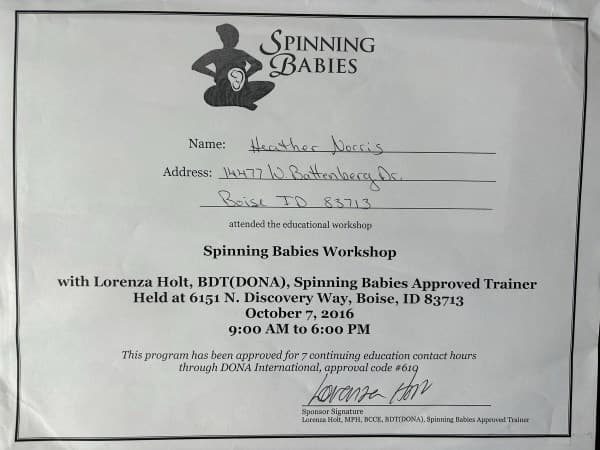 SPINNING
BABIES
Name: Heather Norris
Address: 14477 W. Battenberg Dr.
Boise ID 83713
attended the educational workshop
Spinning Babies Workshop
with Lorenza Holt, BDT(DONA), Spinning Babies Approved Trainer
Held at 6151 N. Discovery Way, Boise, ID 83713
October 7, 2016
9:00 AM to 6:00 PM
This program has been approved for 7 continuing education contact hours
through DONA International, approval code #619
Lorenza Holt
Sponsor Signature
Lorenza Holt, MPH, BCCE, BDT(DONA), Spinning Babies Approved Trainer